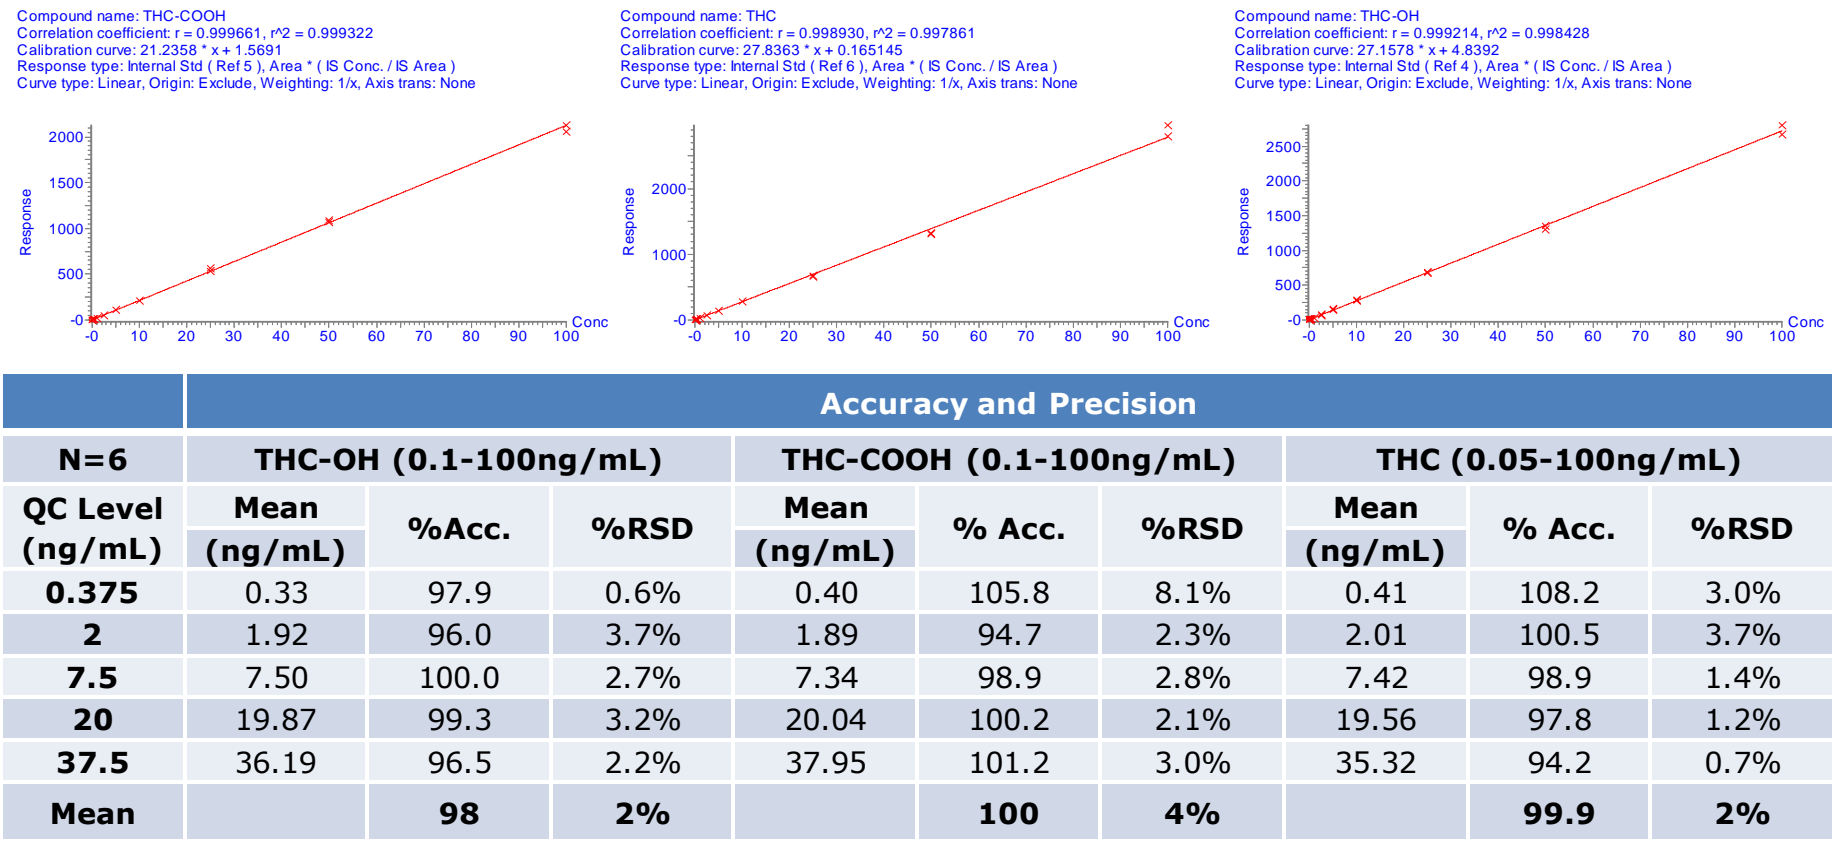 Compound name: THC-COOH
Correlation coefficient: r = 0.999661, r^2 = 0.999322
Calibration curve: 21.2358 * x + 1.5691
Response type: Internal Std ( Ref 5 ), Area * ( IS Conc. / IS Area )
Curve type: Linear, Origin: Exclude, Weighting: 1/x, Axis trans: None
2000
1500
1000
500
-0
Response
-0 10 20 30 40 50 60 70 80 90 100
Conc
Compound name: THC
Correlation coefficient: r = 0.998930, r^2 = 0.997861
Calibration curve: 27.8363 * x + 0.165145
Response type: Internal Std ( Ref 6 ), Area * ( IS Conc. / IS Area )
Curve type: Linear, Origin: Exclude, Weighting: 1/x, Axis trans: None
2000
1000
-0
Response
-0 10 20 30 40 50 60 70 80 90 100
Conc
Compound name: THC-OH
Correlation coefficient: r = 0.999214, r^2 = 0.998428
Calibration curve: 27.1578 * x + 4.8392
Response type: Internal Std ( Ref 4 ), Area * ( IS Conc. / IS Area )
Curve type: Linear, Origin: Exclude, Weighting: 1/x, Axis trans: None
2500
2000
1500
1000
500
-0
Response
-0 10 20 30 40 50 60 70 80 90 100
Conc
Accuracy and Precision
N=6 THC-OH (0.1-100ng/mL) THC-COOH (0.1-100ng/mL) THC (0.05-100ng/mL)
QC Level (ng/mL) Mean (ng/mL) %Acc. %RSD Mean (ng/mL) % Acc. %RSD Mean (ng/mL) % Acc. %RSD
0.375 0.33 97.9 0.6% 0.40 105.8 8.1% 0.41 108.2 3.0%
2 1.92 96.0 3.7% 1.89 94.7 2.3% 2.01 100.5 3.7%
7.5 7.50 100.0 2.7% 7.34 98.9 2.8% 7.42 98.9 1.4%
20 19.87 99.3 3.2% 20.04 100.2 2.1% 19.56 97.8 1.2%
37.5 36.19 96.5 2.2% 37.95 101.2 3.0% 35.32 94.2 0.7%
Mean 98 2% 100 4% 99.9 2%